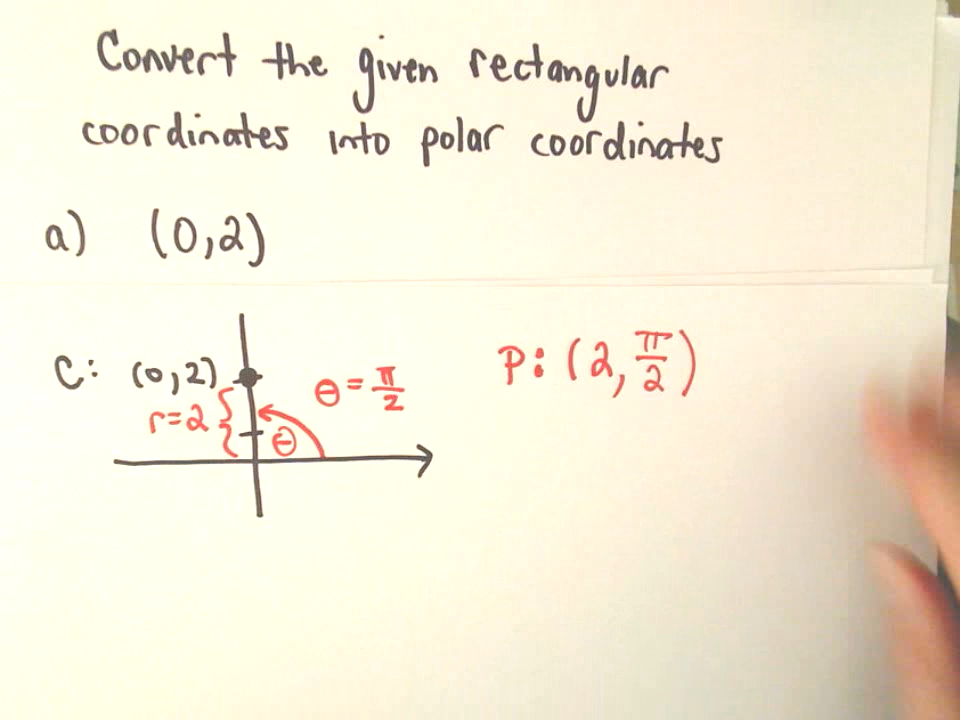 Convert the given rectangular
coordinates into polar coordinates
a) (0,2)
C: (0,2)
r=2
θ
θ = π/2
P: (2, π/2)